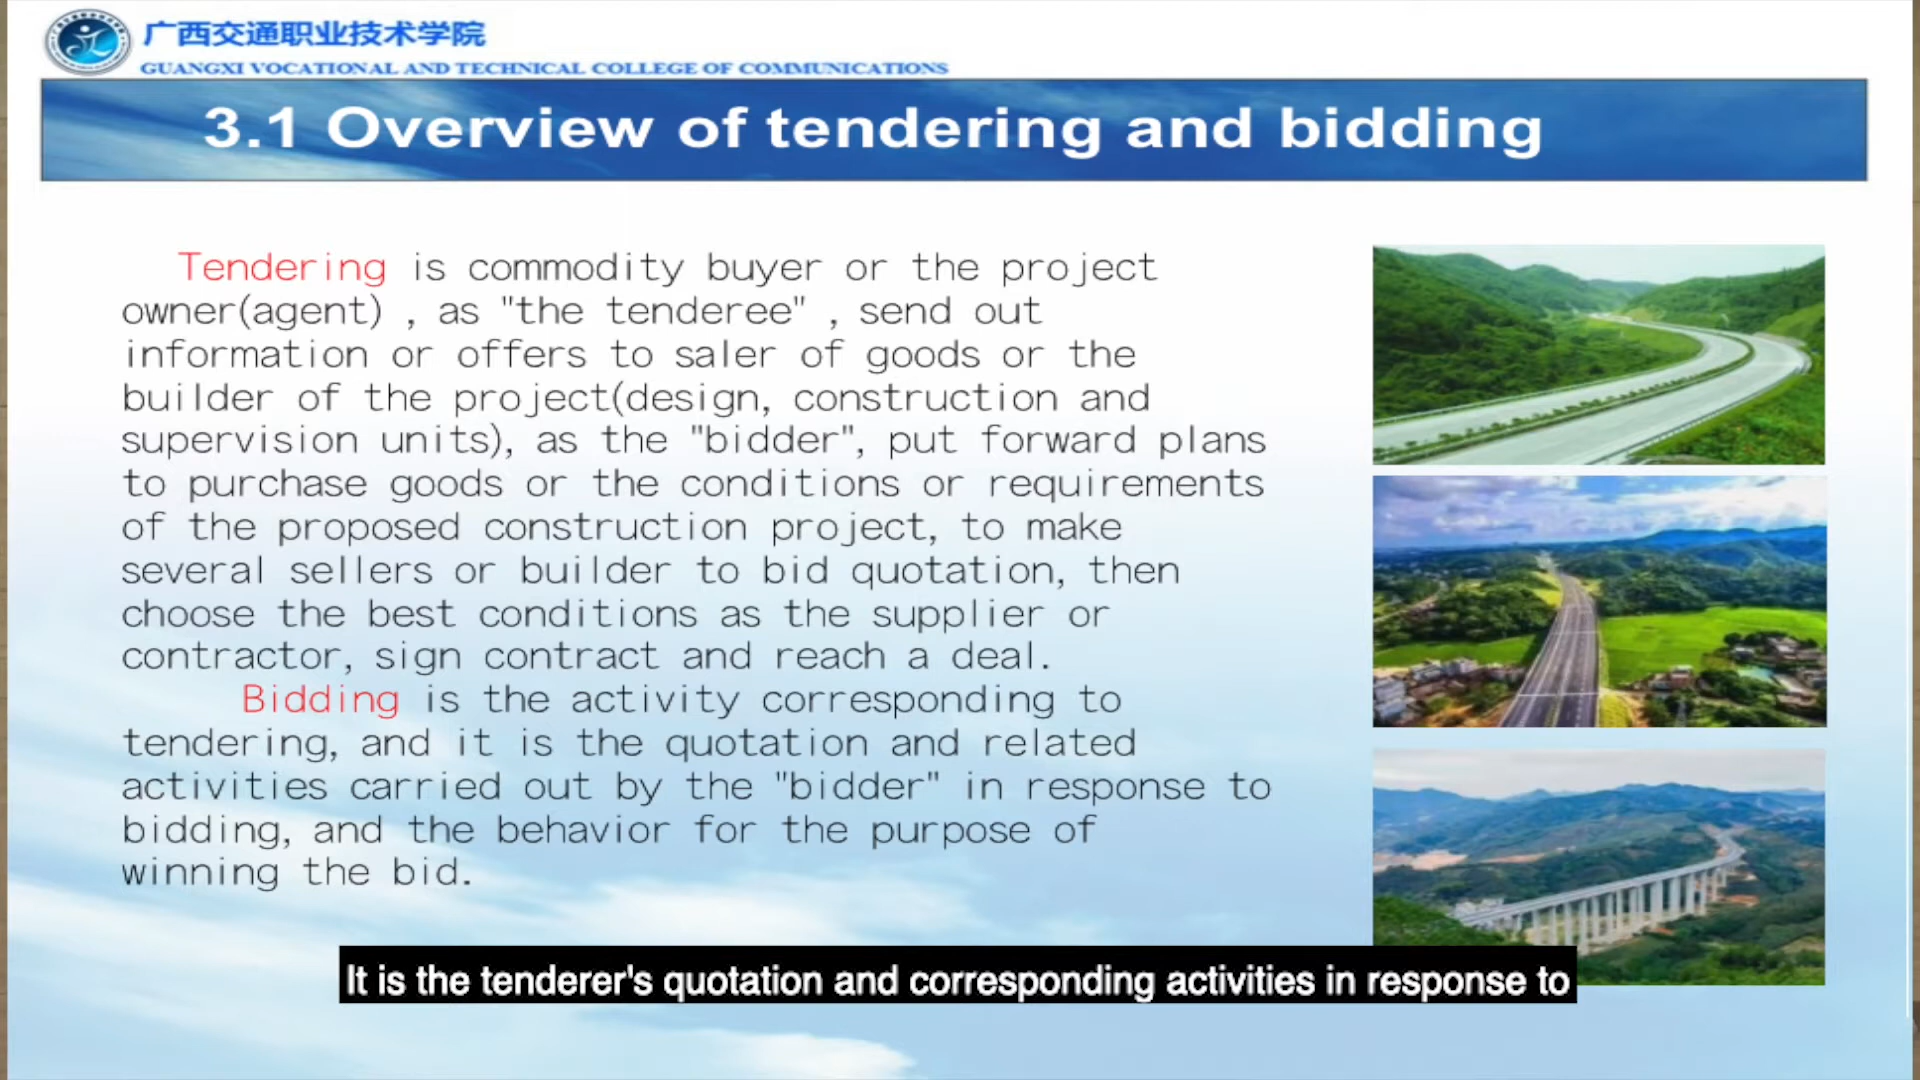 广西交通职业技术学院
GUANGXI VOCATIONAL AND TECHNICAL COLLEGE OF COMMUNICATIONS
3.1 Overview of tendering and bidding
Tendering is commodity buyer or the project
owner(agent) , as "the tenderee" , send out
information or offers to saler of goods or the
builder of the project(design, construction and
supervision units), as the "bidder", put forward plans
to purchase goods or the conditions or requirements
of the proposed construction project, to make
several sellers or builder to bid quotation, then
choose the best conditions as the supplier or
contractor, sign contract and reach a deal.
Bidding is the activity corresponding to
tendering, and it is the quotation and related
activities carried out by the "bidder" in response to
bidding, and the behavior for the purpose of
winning the bid.
It is the tenderer's quotation and corresponding activities in response to